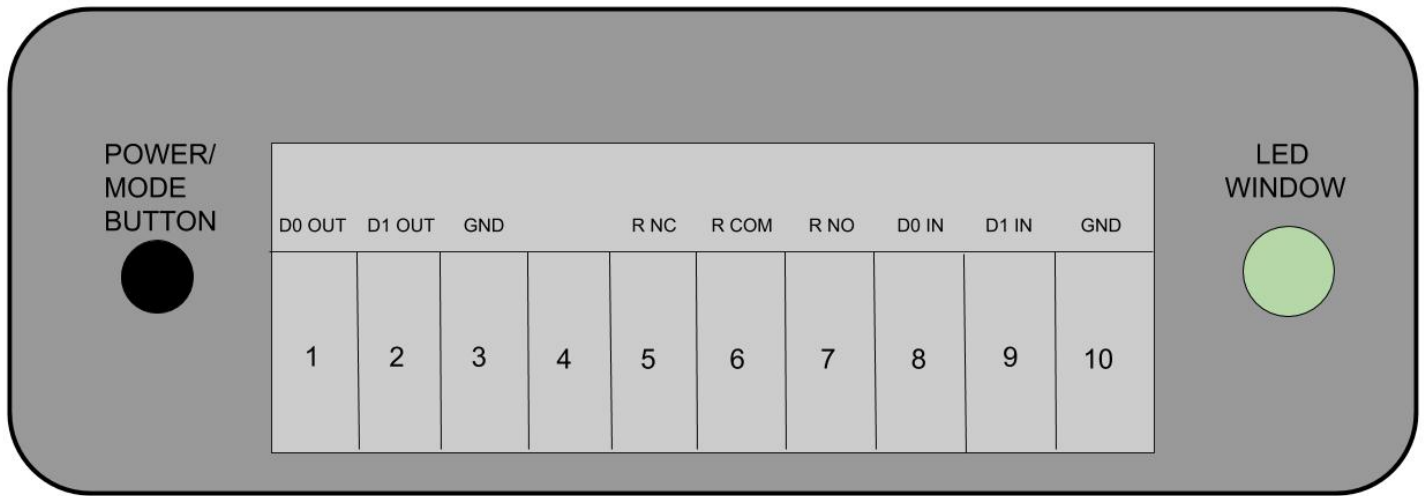 POWER/
MODE
BUTTON
LED
WINDOW
D0 OUT D1 OUT GND R NC R COM R NO D0 IN D1 IN GND
1 2 3 4 5 6 7 8 9 10